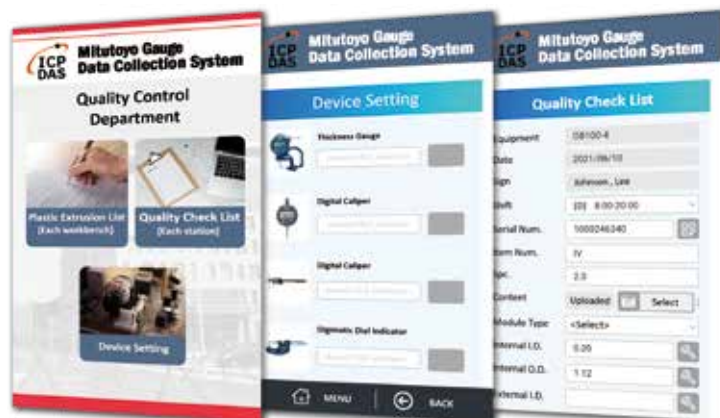 ICP
DAS
Mitutoyo Gauge
Data Collection System
Quality Control
Department
Plastic Extrusion List
(Each workbench)
Quality Check List
(Each station)
Device Setting
ICP
DAS
Mitutoyo Gauge
Data Collection System
Device Setting
Thickness Gauge
Digital Caliper
Digital Caliper
Digimatic Dial Indicator
MENU
BACK
ICP
DAS
Mitutoyo Gauge
Data Collection System
Quality Check List
Equipment
Date 2021/06/10
Sign Johnson., Lee
Shift [D] 8:00-20:00
Serial Num. 1000246340
Item Num. IV
Spc. 2.0
Content Uploaded Select
Module Type <Select>
Internal I.D. 0.20
Internal O.D. 1.12
External I.D.